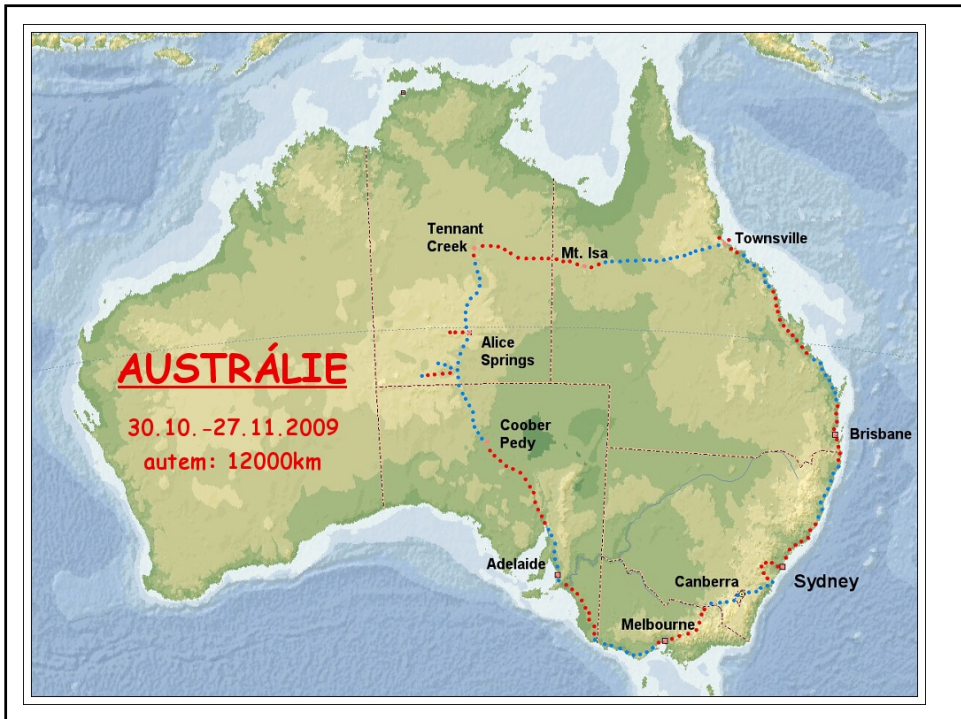 Tennant
Creek
Mt. Isa
Townsville
Alice
Springs
AUSTRÁLIE
30.10.-27.11.2009
autem: 12000km
Coober
Pedy
Brisbane
Adelaide
Canberra
Sydney
Melbourne